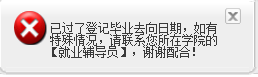 已过了登记毕业去向日期，如有
特殊情况，请联系您所在学院的
【就业辅导员】，谢谢配合！